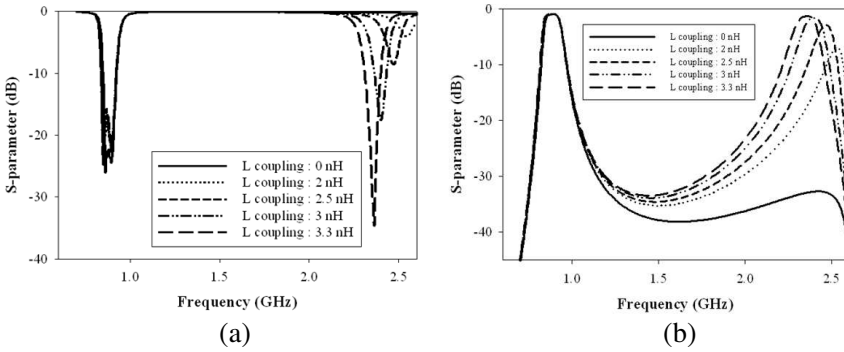 0
-10
-20
-30
-40
S-parameter (dB)
L coupling : 0 nH
L coupling : 2 nH
L coupling : 2.5 nH
L coupling : 3 nH
L coupling : 3.3 nH
1.0
1.5
2.0
2.5
Frequency (GHz)
(a)
0
-10
-20
-30
-40
S-parameter (dB)
L coupling : 0 nH
L coupling : 2 nH
L coupling : 2.5 nH
L coupling : 3 nH
L coupling : 3.3 nH
1.0
1.5
2.0
2.5
Frequency (GHz)
(b)